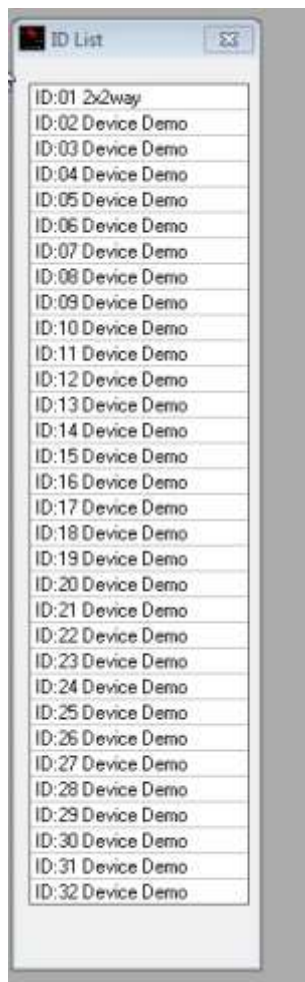 ID List
ID:01 2x2way
ID:02 Device Demo
ID:03 Device Demo
ID:04 Device Demo
ID:05 Device Demo
ID:06 Device Demo
ID:07 Device Demo
ID:08 Device Demo
ID:09 Device Demo
ID:10 Device Demo
ID:11 Device Demo
ID:12 Device Demo
ID:13 Device Demo
ID:14 Device Demo
ID:15 Device Demo
ID:16 Device Demo
ID:17 Device Demo
ID:18 Device Demo
ID:19 Device Demo
ID:20 Device Demo
ID:21 Device Demo
ID:22 Device Demo
ID:23 Device Demo
ID:24 Device Demo
ID:25 Device Demo
ID:26 Device Demo
ID:27 Device Demo
ID:28 Device Demo
ID:29 Device Demo
ID:30 Device Demo
ID:31 Device Demo
ID:32 Device Demo